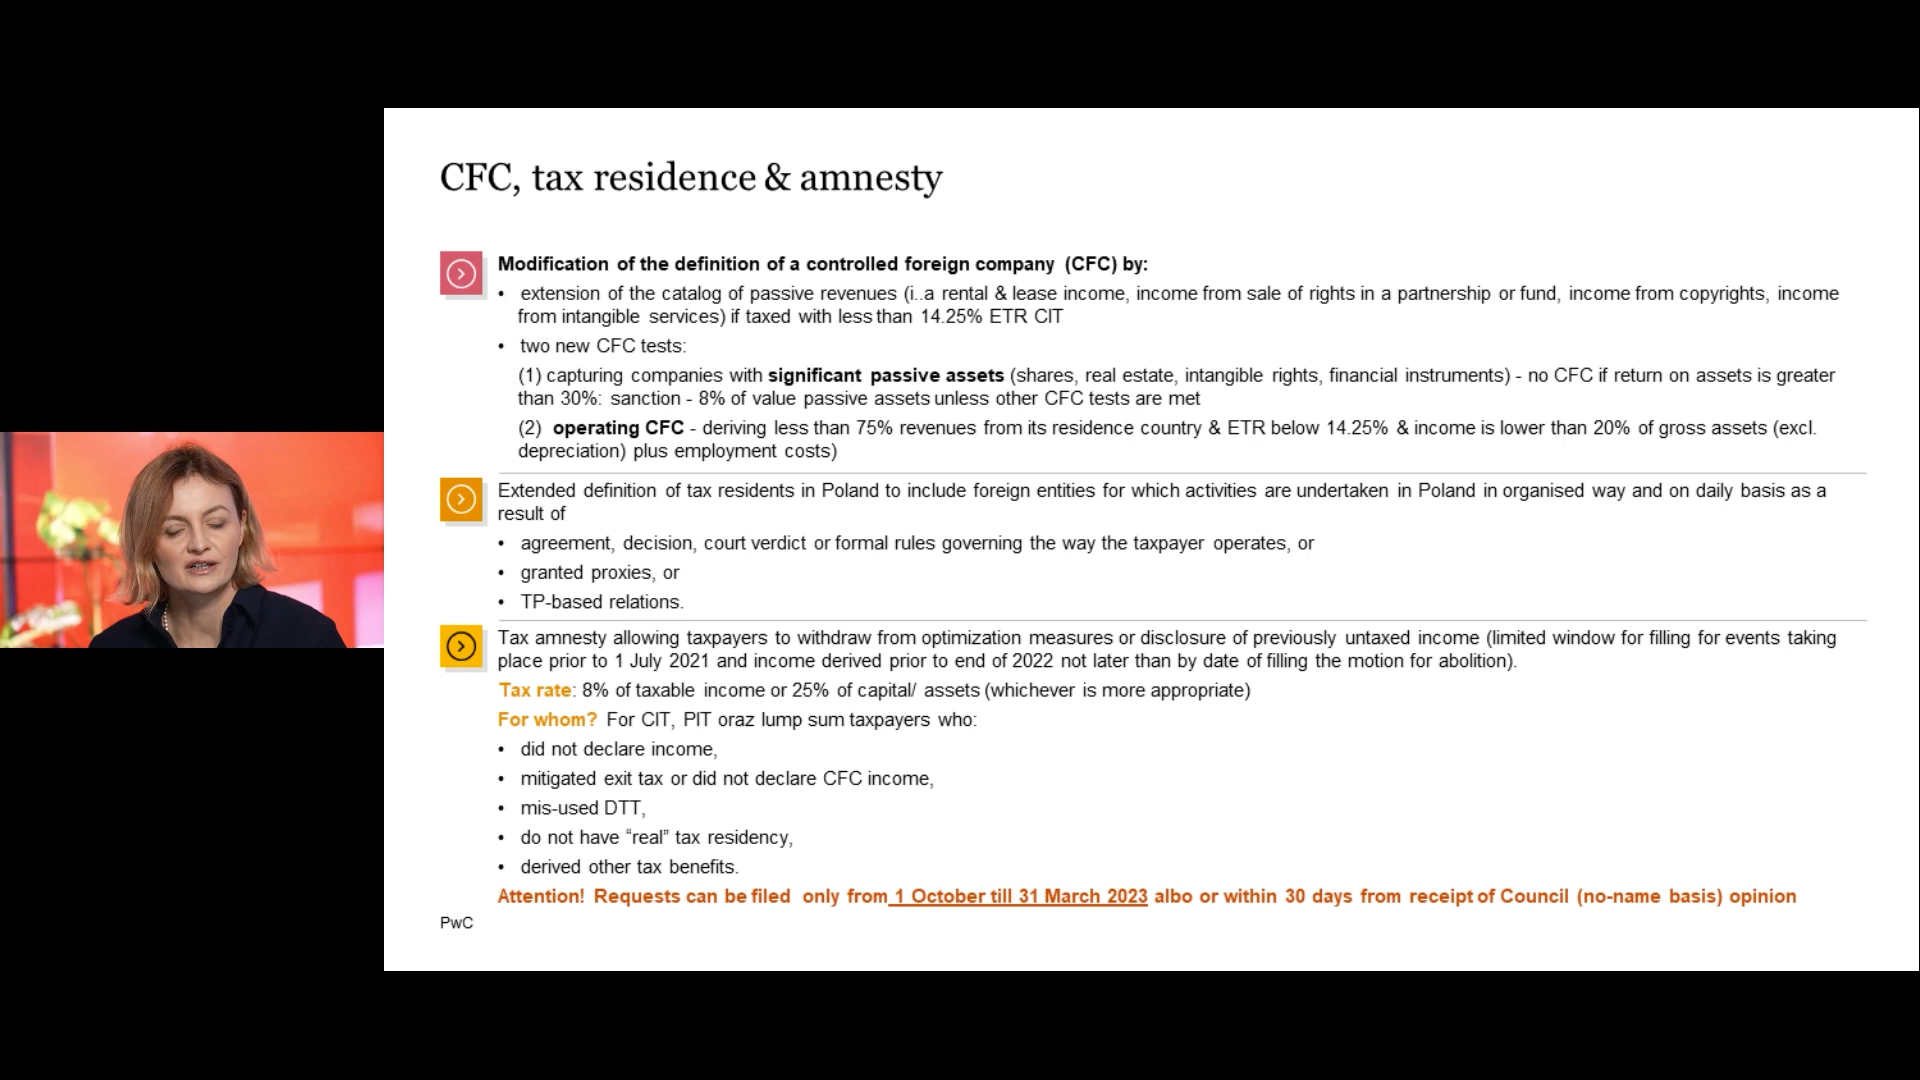 CFC, tax residence & amnesty
Modification of the definition of a controlled foreign company (CFC) by:
• extension of the catalog of passive revenues (i..a rental & lease income, income from sale of rights in a partnership or fund, income from copyrights, income
from intangible services) if taxed with less than 14.25% ETR CIT
• two new CFC tests:
(1) capturing companies with significant passive assets (shares, real estate, intangible rights, financial instruments) - no CFC if return on assets is greater
than 30%: sanction - 8% of value passive assets unless other CFC tests are met
(2) operating CFC - deriving less than 75% revenues from its residence country & ETR below 14.25% & income is lower than 20% of gross assets (excl.
depreciation) plus employment costs)
Extended definition of tax residents in Poland to include foreign entities for which activities are undertaken in Poland in organised way and on daily basis as a
result of
• agreement, decision, court verdict or formal rules governing the way the taxpayer operates, or
• granted proxies, or
• TP-based relations.
Tax amnesty allowing taxpayers to withdraw from optimization measures or disclosure of previously untaxed income (limited window for filling for events taking
place prior to 1 July 2021 and income derived prior to end of 2022 not later than by date of filling the motion for abolition).
Tax rate: 8% of taxable income or 25% of capital/ assets (whichever is more appropriate)
For whom? For CIT, PIT oraz lump sum taxpayers who:
• did not declare income,
• mitigated exit tax or did not declare CFC income,
• mis-used DTT,
• do not have “real” tax residency,
• derived other tax benefits.
Attention! Requests can be filed only from 1 October till 31 March 2023 albo or within 30 days from receipt of Council (no-name basis) opinion
PwC